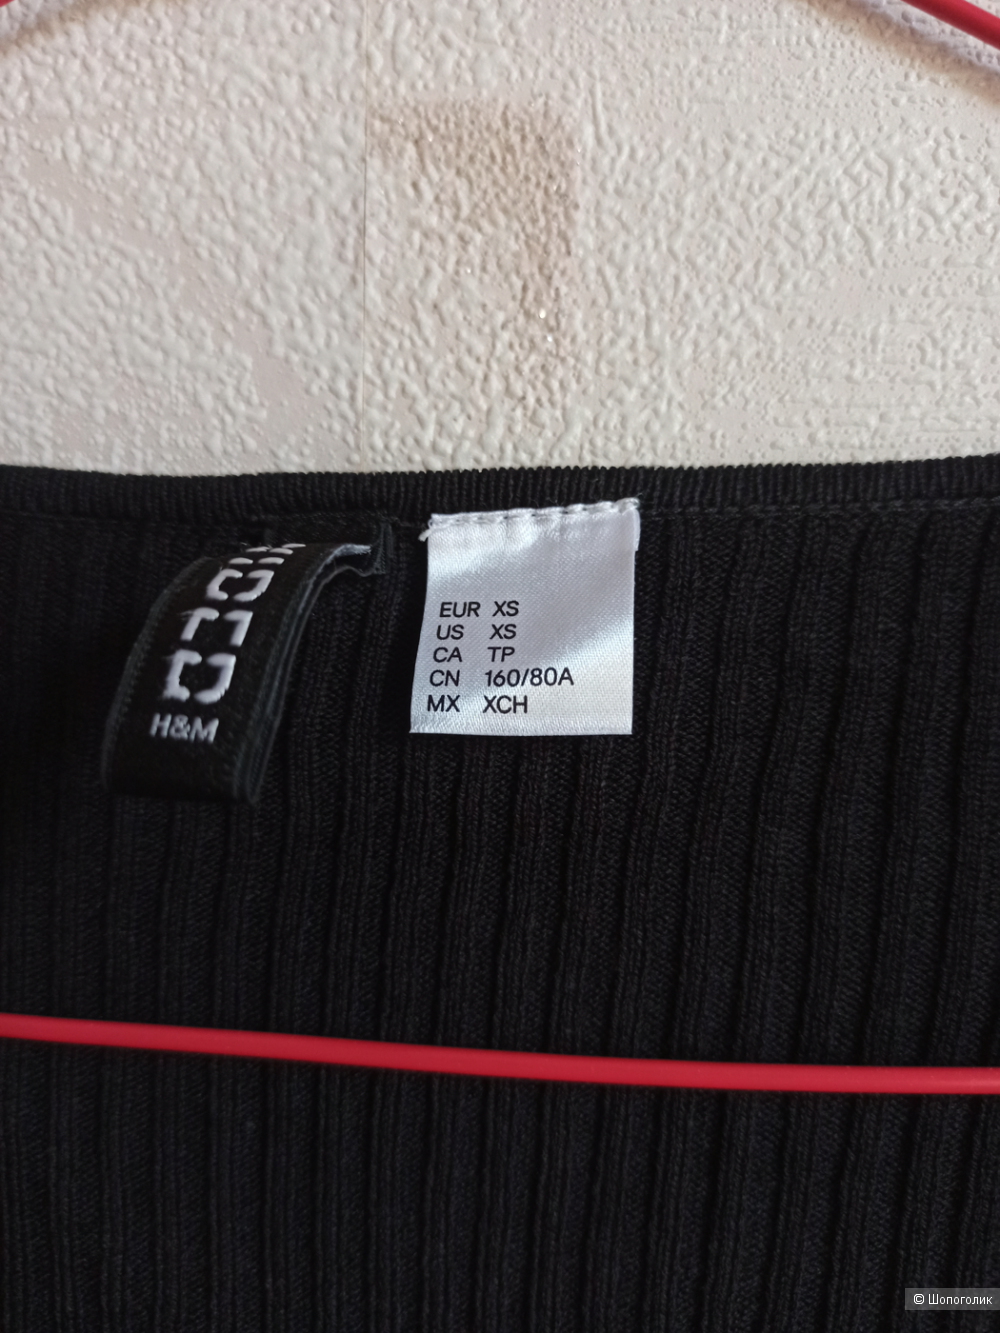 H&M
EUR XS
US XS
CA TP
CN 160/80A
MX XCH
© Шопоголик